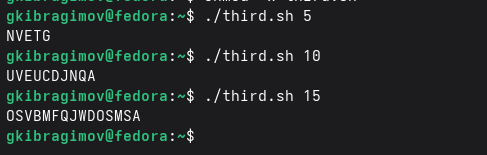 gkibragimov@fedora:~$ ./third.sh 5
NVETG
gkibragimov@fedora:~$ ./third.sh 10
UVEUCDJNQA
gkibragimov@fedora:~$ ./third.sh 15
OSVBMFQJWDOSMSA
gkibragimov@fedora:~$